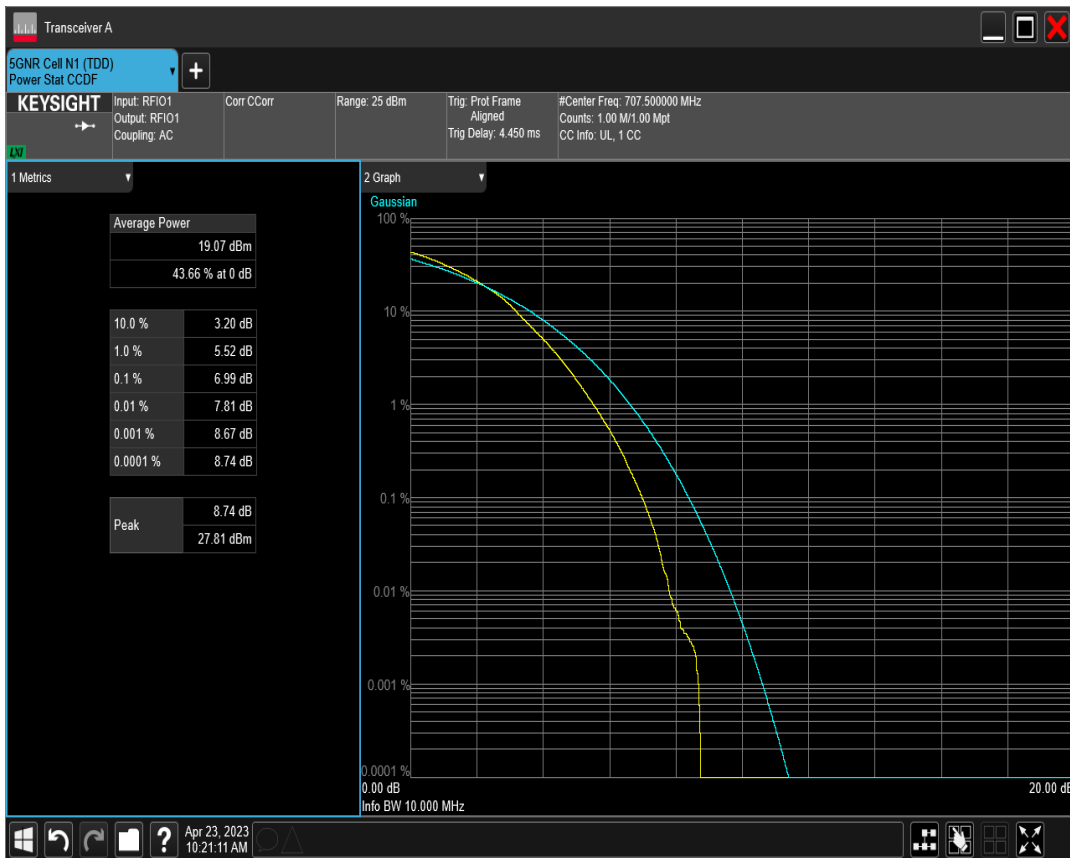 Transceiver A
5GNR Cell N1 (TDD)
Power Stat CCDF
KEYSIGHT
LXI
Input: RFIO1
Output: RFIO1
Coupling: AC
Corr CCorr
Range: 25 dBm
Trig: Prot Frame
Aligned
Trig Delay: 4.450 ms
#Center Freq: 707.500000 MHz
Counts: 1.00 M/1.00 Mpt
CC Info: UL, 1 CC
1 Metrics
Average Power
19.07 dBm
43.66 % at 0 dB
10.0 % 3.20 dB
1.0 % 5.52 dB
0.1 % 6.99 dB
0.01 % 7.81 dB
0.001 % 8.67 dB
0.0001 % 8.74 dB
Peak 8.74 dB
27.81 dBm
2 Graph
Gaussian
100 %
10 %
1 %
0.1 %
0.01 %
0.001 %
0.0001 %
0.00 dB 20.00 dB
Info BW 10.000 MHz
Apr 23, 2023
10:21:11 AM